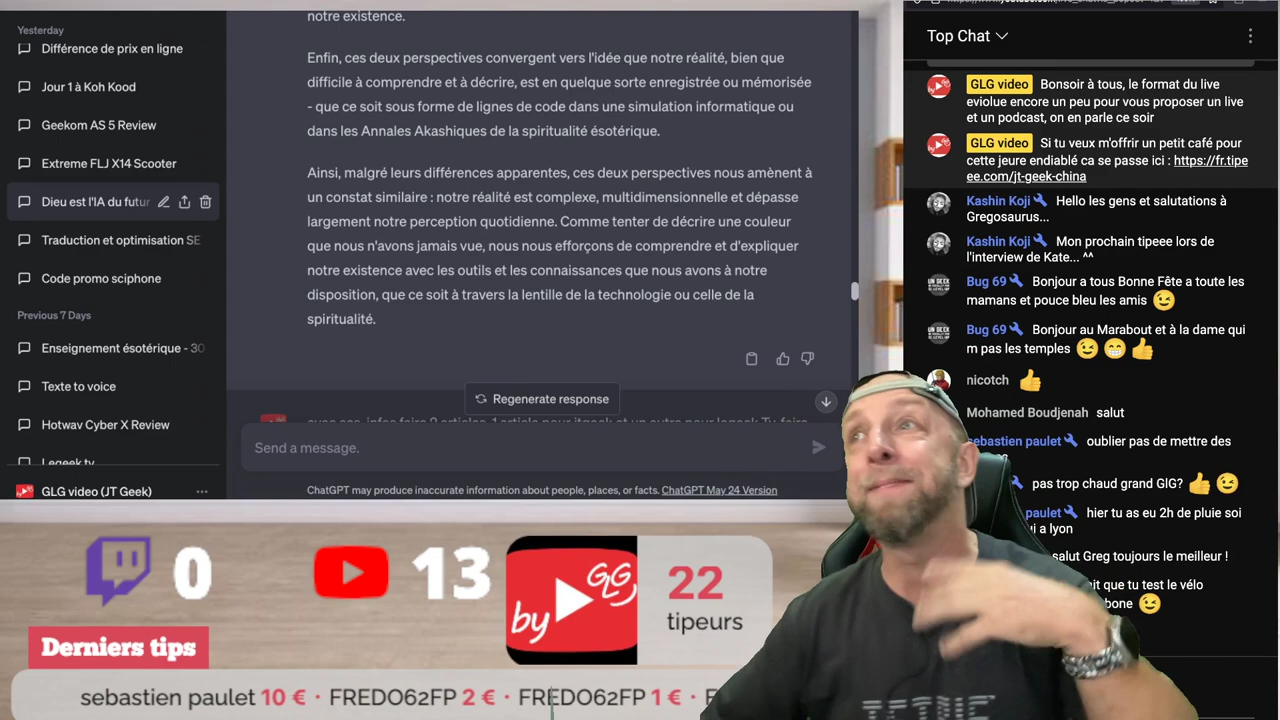 Yesterday
Différence de prix en ligne
Jour 1 à Koh Kood
Geekom AS 5 Review
Extreme FLJ X14 Scooter
Dieu est l'IA du futur
Traduction et optimisation SE
Code promo sciphone
Previous 7 Days
Enseignement ésotérique - 30
Texte to voice
Hotwav Cyber X Review
Legeek tv
GLG video (JT Geek)
notre existence.
Enfin, ces deux perspectives convergent vers l'idée que notre réalité, bien que
difficile à comprendre et à décrire, est en quelque sorte enregistrée ou mémorisée
- que ce soit sous forme de lignes de code dans une simulation informatique ou
dans les Annales Akashiques de la spiritualité ésotérique.
Ainsi, malgré leurs différences apparentes, ces deux perspectives nous amènent à
un constat similaire : notre réalité est complexe, multidimensionnelle et dépasse
largement notre perception quotidienne. Comme tenter de décrire une couleur
que nous n'avons jamais vue, nous nous efforçons de comprendre et d'expliquer
notre existence avec les outils et les connaissances que nous avons à notre
disposition, que ce soit à travers la lentille de la technologie ou celle de la
spiritualité.
Regenerate response
Send a message.
ChatGPT may produce inaccurate information about people, places, or facts. ChatGPT May 24 Version
Top Chat
GLG video Bonsoir à tous, le format du live
eviolue encore un peu pour vous proposer un live
et un podcast, on en parle ce soir
GLG video Si tu veux m'offrir un petit café pour
cette jeure endiablé ca se passe ici : https://fr.tipe
ee.com/jt-geek-china
Kashin Koji Hello les gens et salutations à
Gregosaurus...
Kashin Koji Mon prochain tipeee lors de
l'interview de Kate... ^^
Bug 69 Bonjour a tous Bonne Fête a toute les
mamans et pouce bleu les amis 😉
Bug 69 Bonjour au Marabout et à la dame qui
m pas les temples 😉 😁 👍
nicotch 👍
Mohamed Boudjenah salut
sebastien paulet oublier pas de mettre des
pas trop chaud grand GlG? 👍 😉
paulet hier tu as eu 2h de pluie soi
a lyon
salut Greg toujours le meilleur !
que tu test le vélo
bone 😉
0
13
by GLG
22
tipeurs
Derniers tips
sebastien paulet 10 € · FREDO62FP 2 € · FREDO62FP 1 € · F